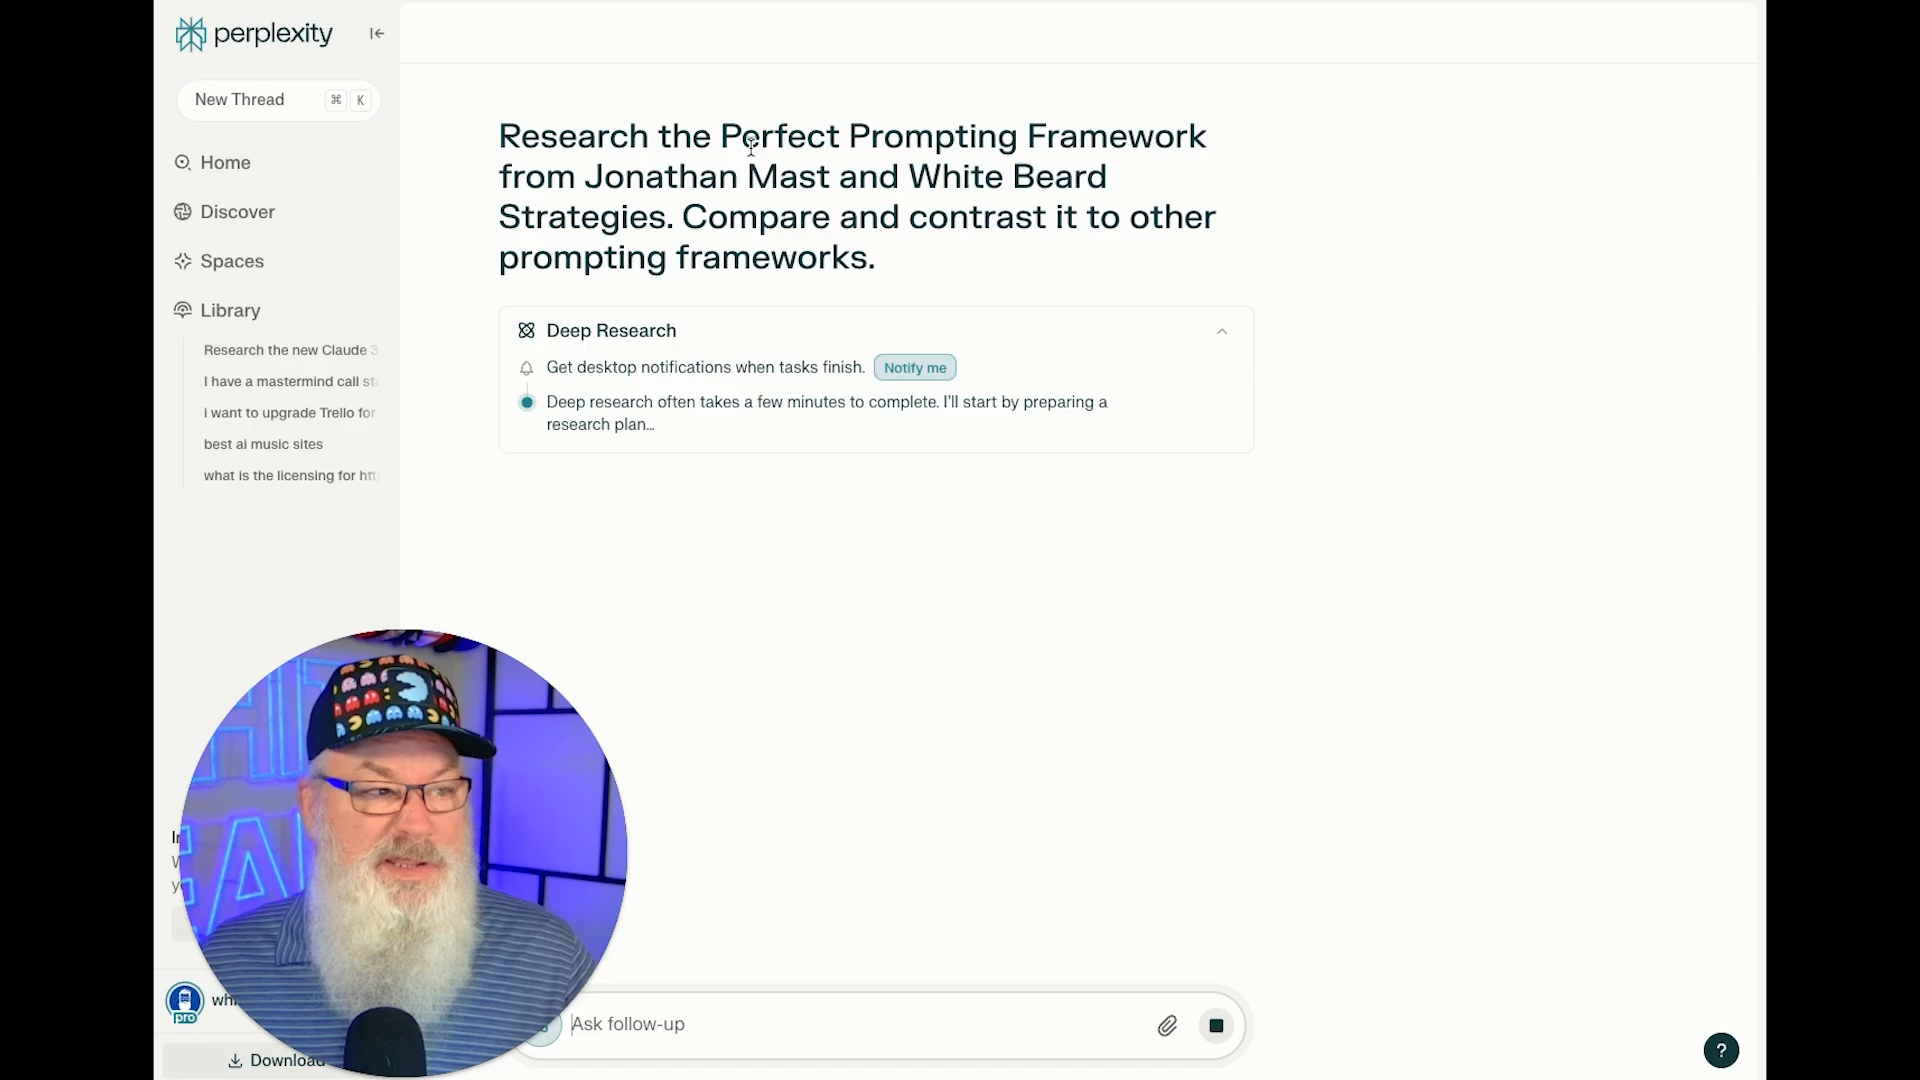 perplexity
New Thread
⌘ K
Home
Discover
Spaces
Library
Research the new Claude 3
I have a mastermind call sta
i want to upgrade Trello for
best ai music sites
what is the licensing for htt
pro
Download
Research the Perfect Prompting Framework
from Jonathan Mast and White Beard
Strategies. Compare and contrast it to other
prompting frameworks.
Deep Research
Get desktop notifications when tasks finish. Notify me
Deep research often takes a few minutes to complete. I'll start by preparing a
research plan…
Ask follow-up
?